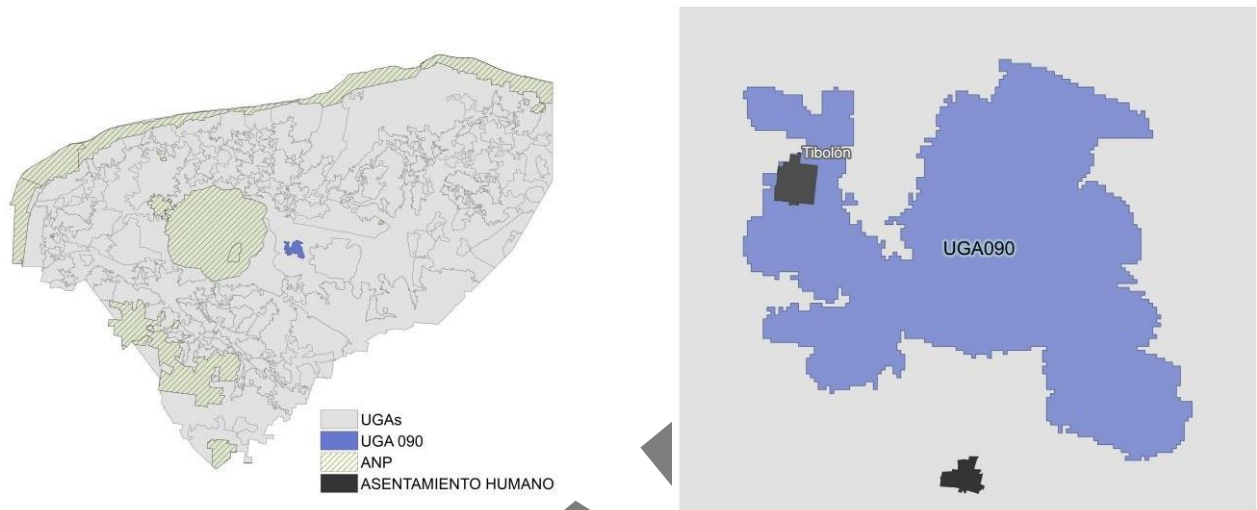 UGAs
UGA 090
ANP
ASENTAMIENTO HUMANO
Tibolón
UGA090